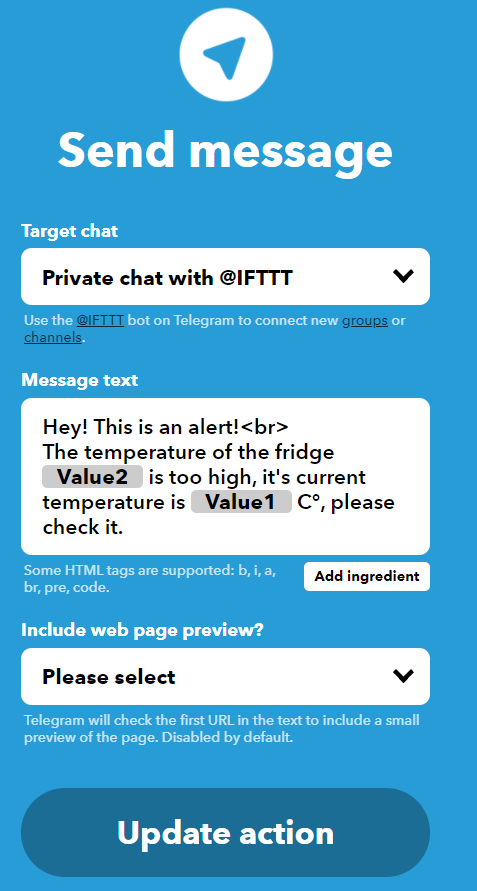 Send message
Target chat
Private chat with @IFTTT
Use the @IFTTT bot on Telegram to connect new groups or
channels.
Message text
Hey! This is an alert!<br>
The temperature of the fridge
Value2 is too high, it's current
temperature is Value1 C°, please
check it.
Some HTML tags are supported: b, i, a,
br, pre, code.
Add ingredient
Include web page preview?
Please select
Telegram will check the first URL in the text to include a small
preview of the page. Disabled by default.
Update action